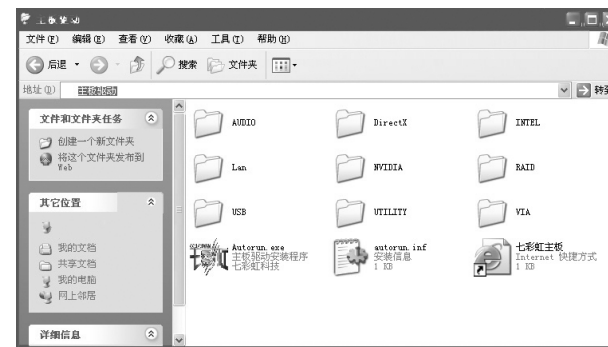 文件(F) 编辑(E) 查看(V) 收藏(A) 工具(T) 帮助(H)
后退 搜索 文件夹
地址(D) 主板驱动 转到
文件和文件夹任务
创建一个新文件夹
将这个文件夹发布到
Web
其它位置
我的文档
共享文档
我的电脑
网上邻居
详细信息
AUDIO DirectX INTEL
Lan NVIDIA RAID
USB UTILITY VIA
Autorun.exe
主板驱动安装程序
七彩虹科技
autorun.inf
安装信息
1 KB
七彩虹主板
Internet 快捷方式
1 KB